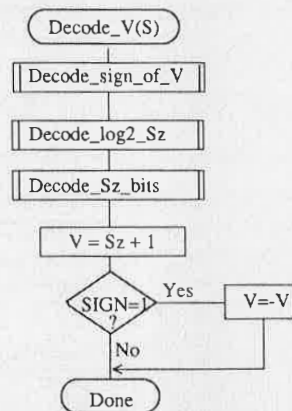 Decode_V(S)
Decode_sign_of_V
Decode_log2_Sz
Decode_Sz_bits
V = Sz + 1
SIGN=1
?
Yes
V=-V
No
Done